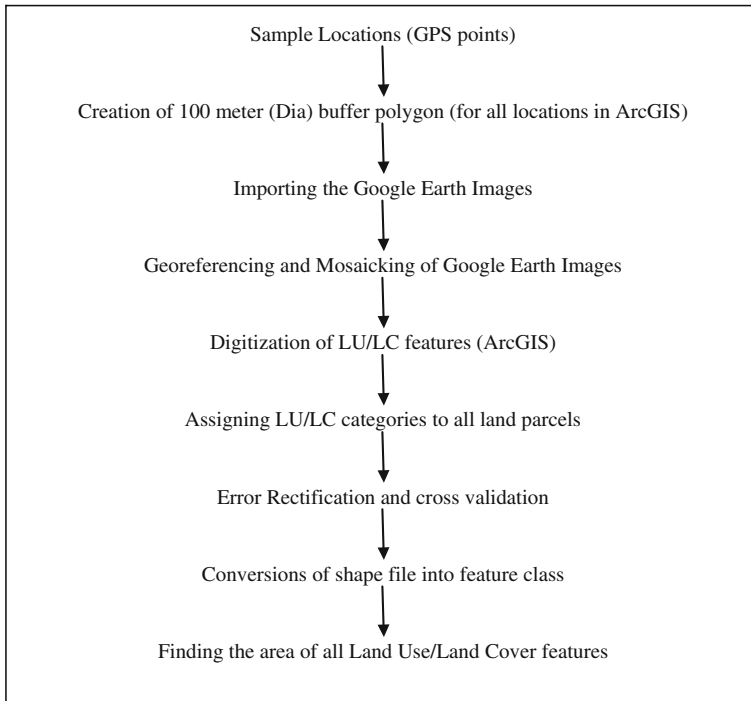 Sample Locations (GPS points)
Creation of 100 meter (Dia) buffer polygon (for all locations in ArcGIS)
Importing the Google Earth Images
Georeferencing and Mosaicking of Google Earth Images
Digitization of LU/LC features (ArcGIS)
Assigning LU/LC categories to all land parcels
Error Rectification and cross validation
Conversions of shape file into feature class
Finding the area of all Land Use/Land Cover features